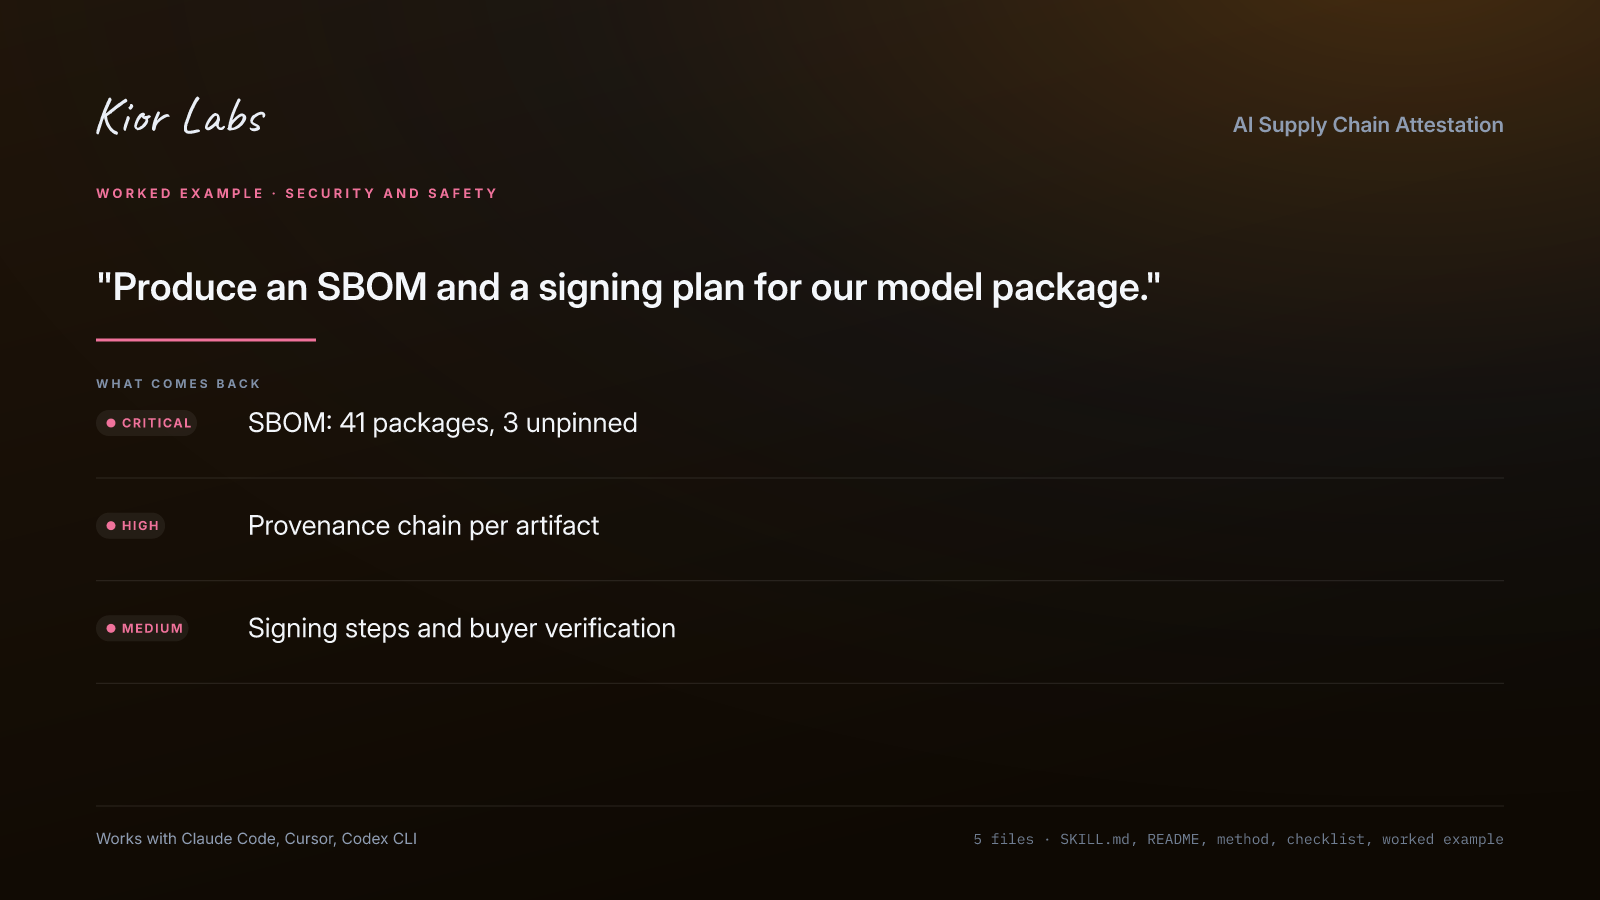 Kior Labs
AI Supply Chain Attestation
WORKED EXAMPLE · SECURITY AND SAFETY
"Produce an SBOM and a signing plan for our model package."
WHAT COMES BACK
CRITICAL SBOM: 41 packages, 3 unpinned
HIGH Provenance chain per artifact
MEDIUM Signing steps and buyer verification
Works with Claude Code, Cursor, Codex CLI
5 files · SKILL.md, README, method, checklist, worked example